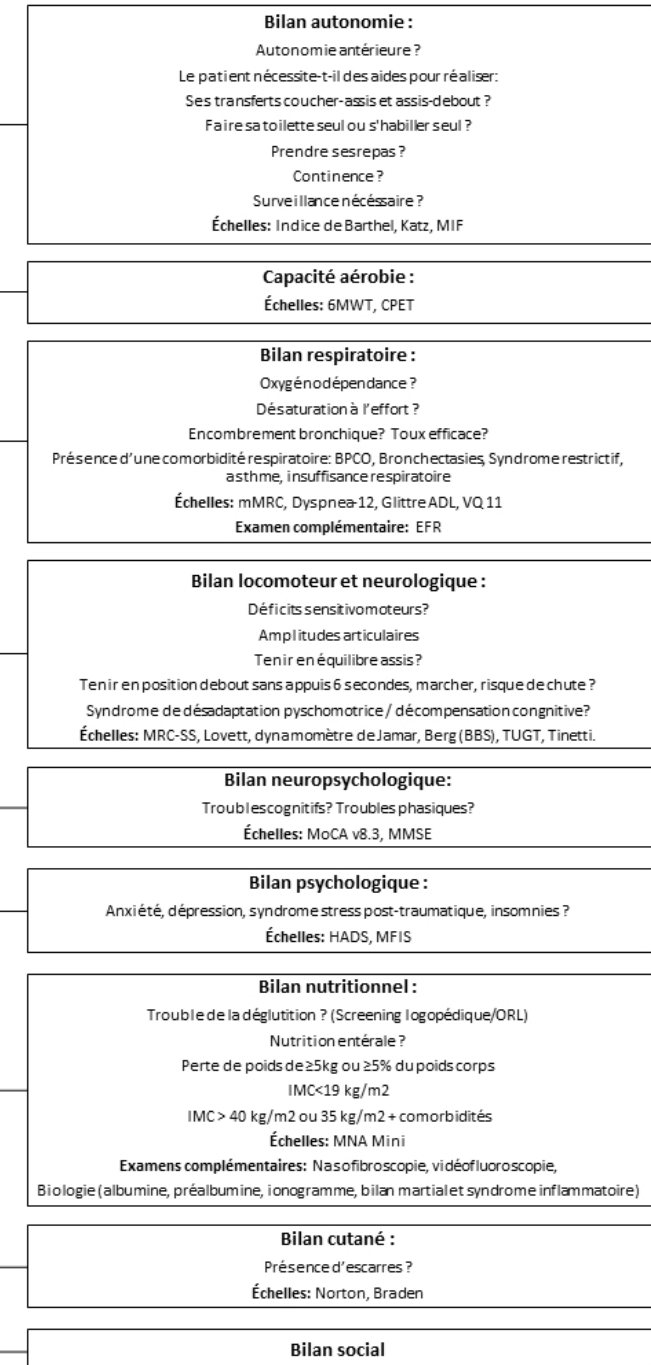 Bilan autonomie :
Autonomie antérieure ?
Le patient nécessite-t-il des aides pour réaliser:
Ses transferts coucher-assis et assis-debout ?
Faire sa toilette seul ou s'habiller seul ?
Prendre ses repas ?
Continence ?
Surveillance nécéssaire ?
Échelles: Indice de Barthel, Katz, MIF
Capacité aérobie :
Échelles: 6MWT, CPET
Bilan respiratoire :
Oxygénodépendance ?
Désaturation à l'effort ?
Encombrement bronchique? Toux efficace?
Présence d'une comorbidité respiratoire: BPCO, Bronchectasies, Syndrome restrictif,
asthme, insuffisance respiratoire
Échelles: mMRC, Dyspnea-12, Glittre ADL, VQ 11
Examen complémentaire: EFR
Bilan locomoteur et neurologique :
Déficits sensitivomoteurs?
Amplitudes articulaires
Tenir en équilibre assis ?
Tenir en position debout sans appuis 6 secondes, marcher, risque de chute ?
Syndrome de désadaptation pyschomotrice / décompensation congnitive?
Échelles: MRC-SS, Lovett, dynamomètre de Jamar, Berg (BBS), TUGT, Tinetti.
Bilan neuropsychologique:
Troubles cognitifs? Troubles phasiques?
Échelles: MoCA v8.3, MMSE
Bilan psychologique :
Anxiété, dépression, syndrome stress post-traumatique, insomnies ?
Échelles: HADS, MFIS
Bilan nutritionnel :
Trouble de la déglutition ? (Screening logopédique/ORL)
Nutrition entérale ?
Perte de poids de ≥5kg ou ≥5% du poids corps
IMC<19 kg/m2
IMC > 40 kg/m2 ou 35 kg/m2 + comorbidités
Échelles: MNA Mini
Examens complémentaires: Nasofibroscopie, vidéofluoroscopie,
Biologie (albumine, préalbumine, ionogramme, bilan martial et syndrome inflammatoire)
Bilan cutané :
Présence d'escarres ?
Échelles: Norton, Braden
Bilan social